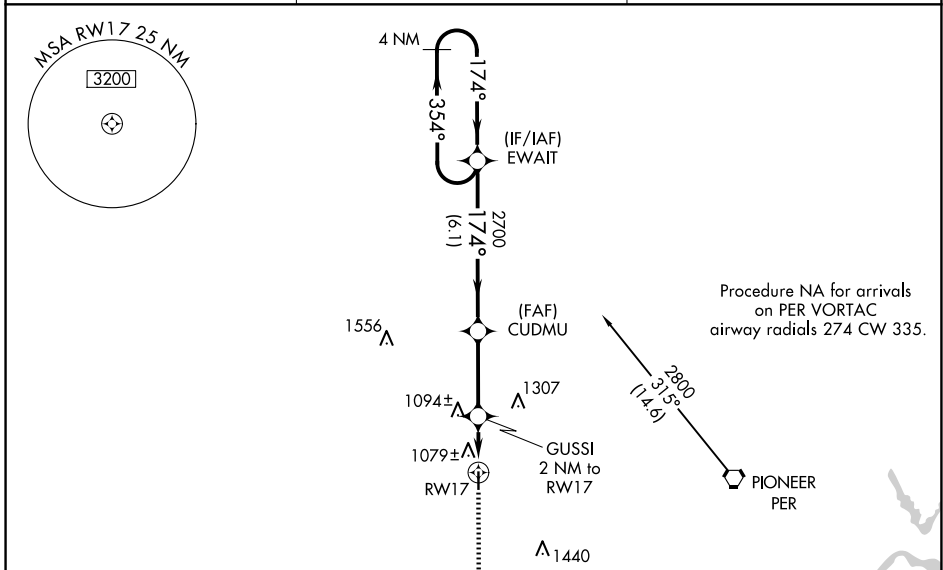 MSA RW17 25 NM
3200
4 NM
174°
354°
(IF/IAF)
EWAIT
2700
174°
(6.1)
Procedure NA for arrivals
on PER VORTAC
airway radials 274 CW 335.
(FAF)
CUDMU
1556
2800
315°
(14.6)
1307
1094±
1079±
GUSSI
2 NM to
RW17
RW17
PIONEER
PER
1440